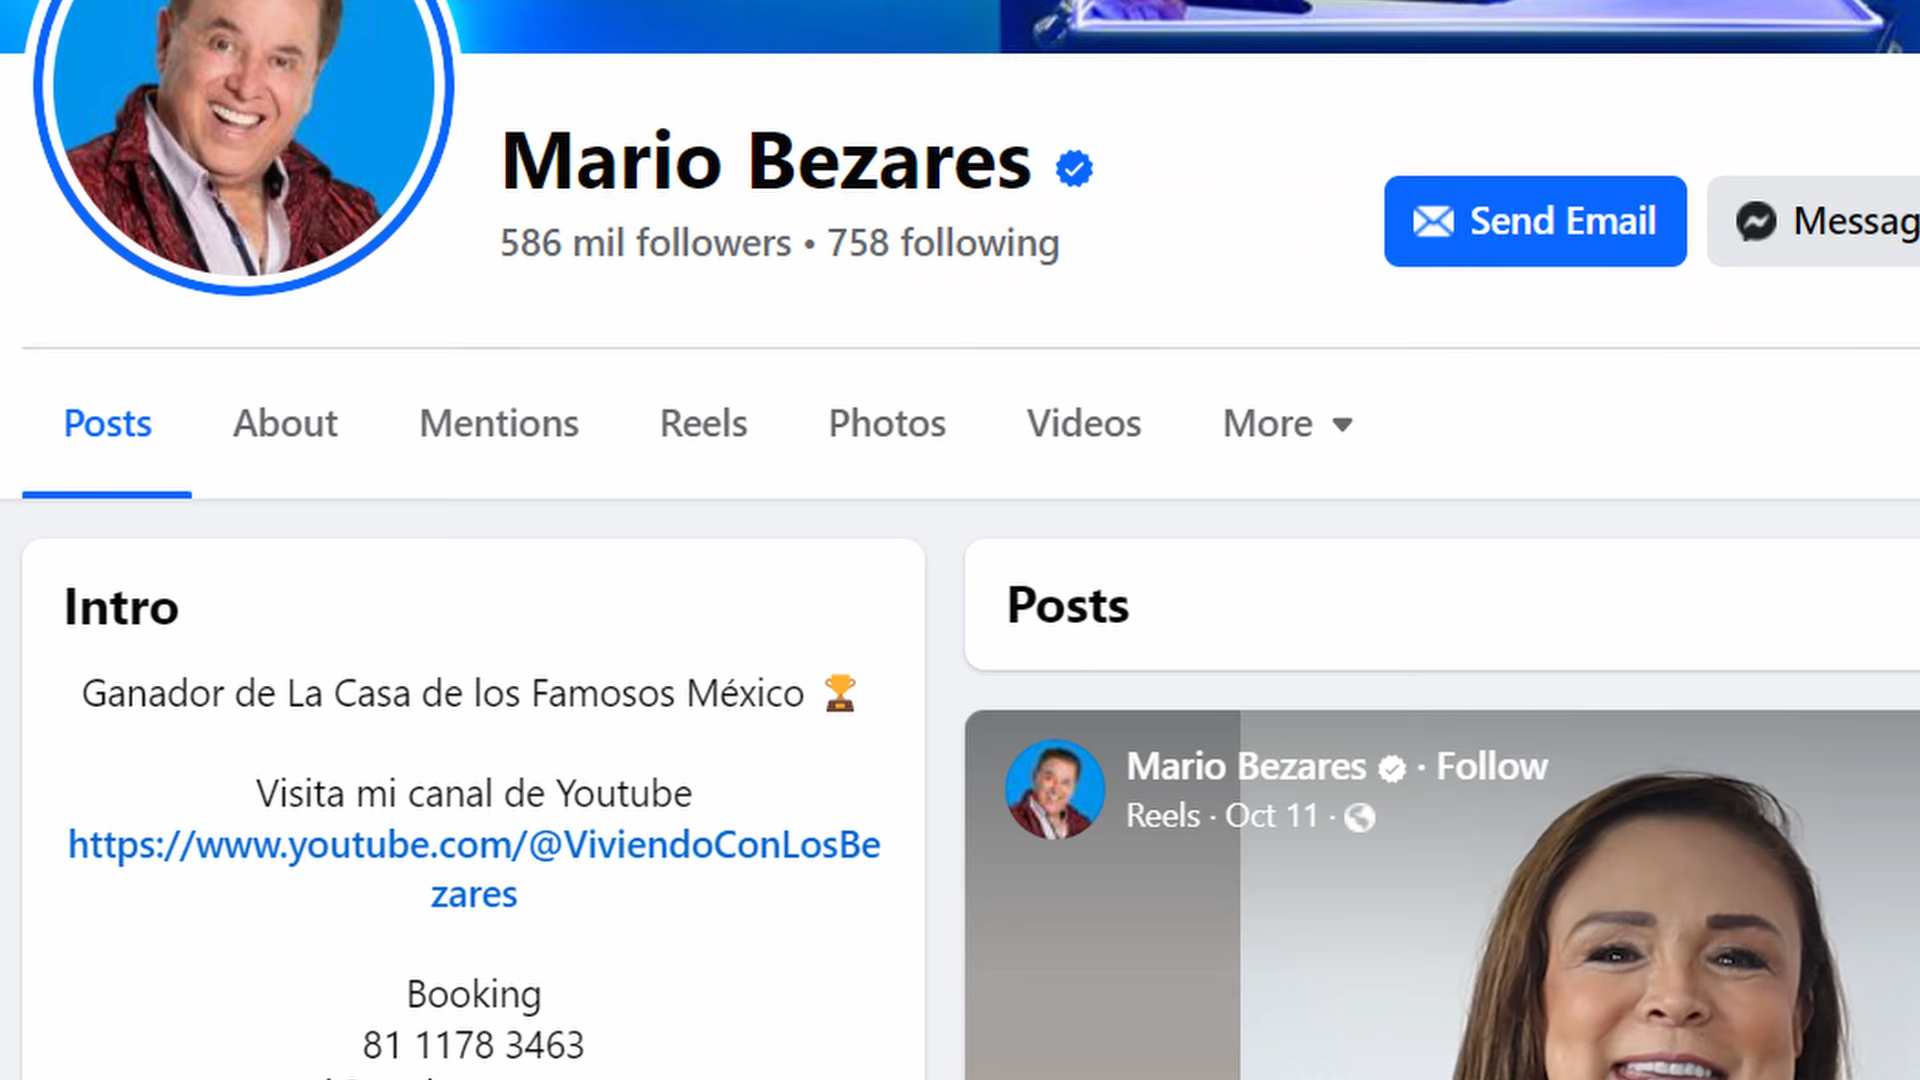 Mario Bezares
586 mil followers • 758 following
Send Email
Messag
Posts
About
Mentions
Reels
Photos
Videos
More
Intro
Ganador de La Casa de los Famosos México 🏆
Visita mi canal de Youtube
https://www.youtube.com/@ViviendoConLosBe
zares
Booking
81 1178 3463
Posts
Mario Bezares · Follow
Reels · Oct 11 ·